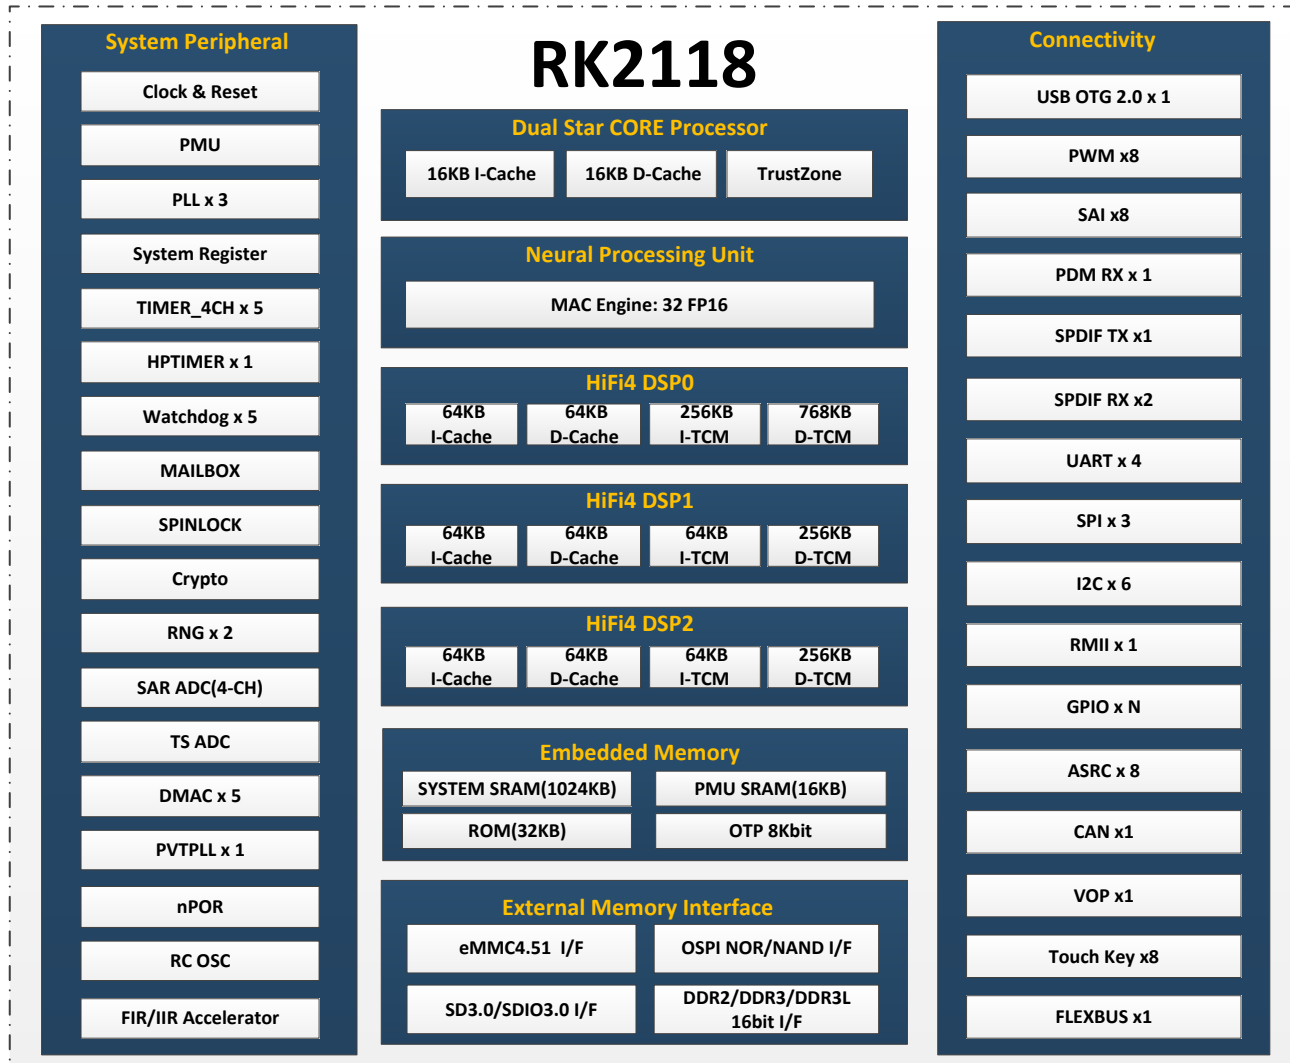 System Peripheral
Clock & Reset
PMU
PLL x 3
System Register
TIMER_4CH x 5
HPTIMER x 1
Watchdog x 5
MAILBOX
SPINLOCK
Crypto
RNG x 2
SAR ADC(4-CH)
TS ADC
DMAC x 5
PVTPLL x 1
nPOR
RC OSC
FIR/IIR Accelerator
RK2118
Dual Star CORE Processor
16KB I-Cache
16KB D-Cache
TrustZone
Neural Processing Unit
MAC Engine: 32 FP16
HiFi4 DSP0
64KB
I-Cache
64KB
D-Cache
256KB
I-TCM
768KB
D-TCM
HiFi4 DSP1
64KB
I-Cache
64KB
D-Cache
64KB
I-TCM
256KB
D-TCM
HiFi4 DSP2
64KB
I-Cache
64KB
D-Cache
64KB
I-TCM
256KB
D-TCM
Embedded Memory
SYSTEM SRAM(1024KB)
PMU SRAM(16KB)
ROM(32KB)
OTP 8Kbit
External Memory Interface
eMMC4.51 I/F
OSPI NOR/NAND I/F
SD3.0/SDIO3.0 I/F
DDR2/DDR3/DDR3L
16bit I/F
Connectivity
USB OTG 2.0 x 1
PWM x8
SAI x8
PDM RX x 1
SPDIF TX x1
SPDIF RX x2
UART x 4
SPI x 3
I2C x 6
RMII x 1
GPIO x N
ASRC x 8
CAN x1
VOP x1
Touch Key x8
FLEXBUS x1